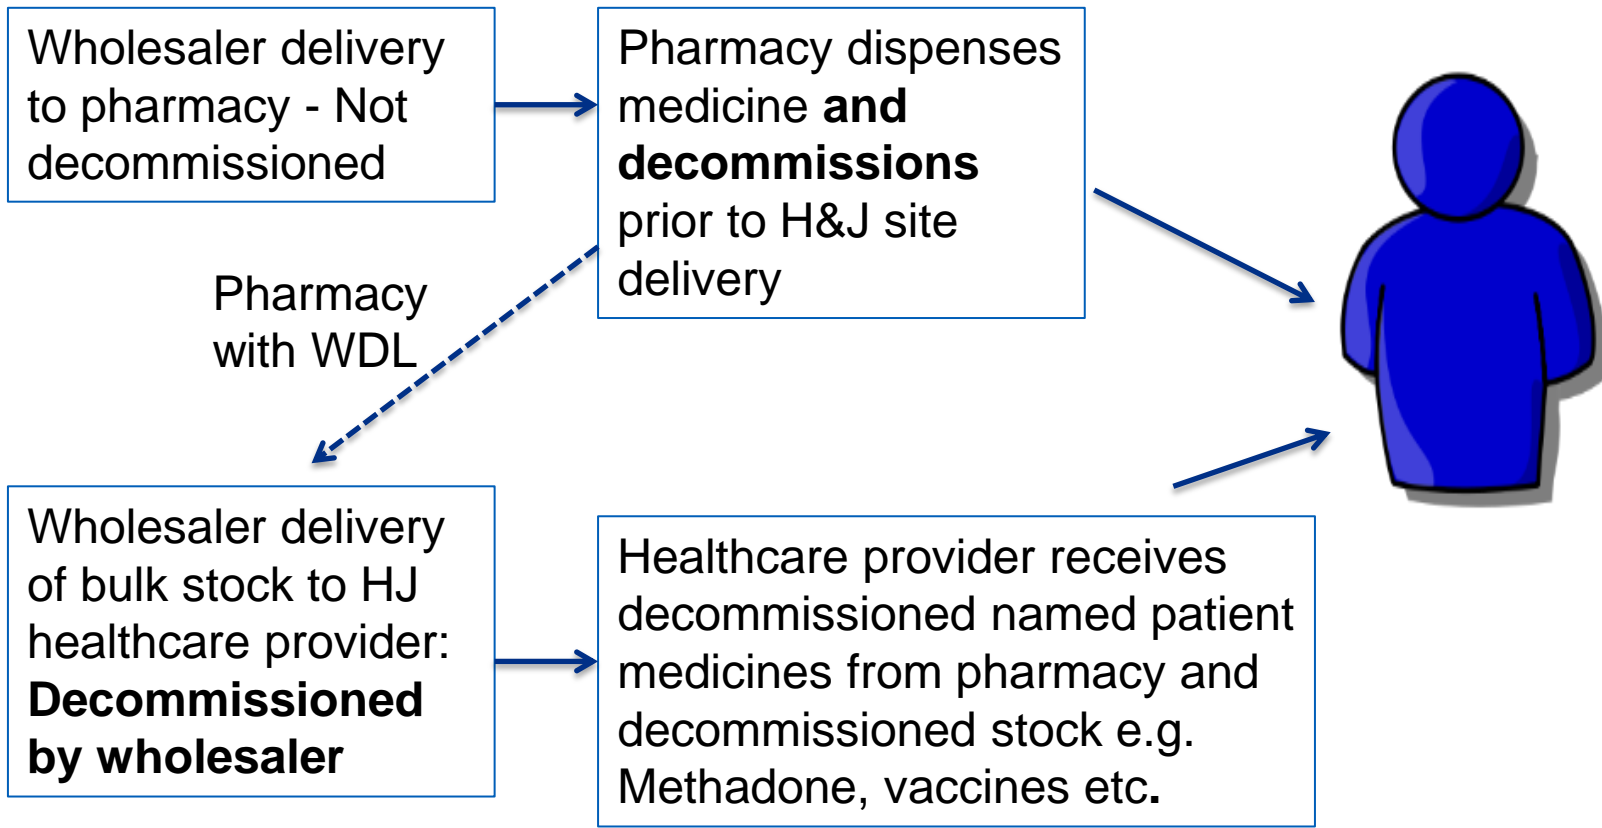 Wholesaler delivery
to pharmacy - Not
decommissioned
Pharmacy dispenses
medicine and
decommissions
prior to H&J site
delivery
Pharmacy
with WDL
Wholesaler delivery
of bulk stock to HJ
healthcare provider:
Decommissioned
by wholesaler
Healthcare provider receives
decommissioned named patient
medicines from pharmacy and
decommissioned stock e.g.
Methadone, vaccines etc.